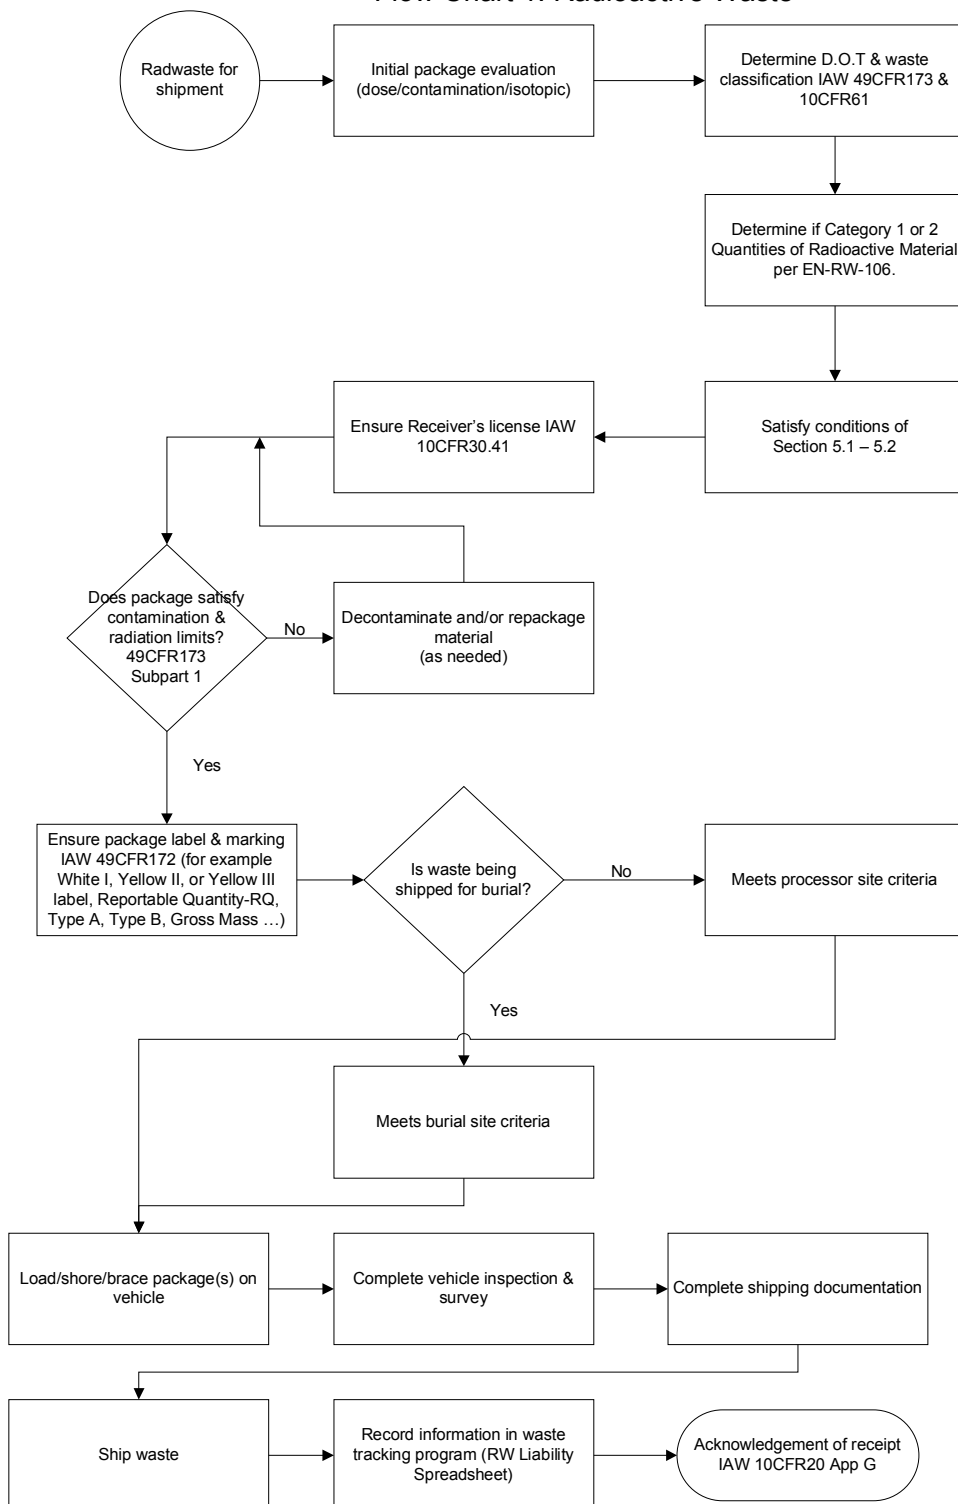 Flow Chart 1: Radioactive Waste
Radwaste for
shipment
Initial package evaluation
(dose/contamination/isotopic)
Determine D.O.T & waste
classification IAW 49CFR173 &
10CFR61
Determine if Category 1 or 2
Quantities of Radioactive Material
per EN-RW-106.
Satisfy conditions of
Section 5.1 – 5.2
Ensure Receiver's license IAW
10CFR30.41
Does package satisfy
contamination &
radiation limits?
49CFR173
Subpart 1
No
Decontaminate and/or repackage
material
(as needed)
Yes
Ensure package label & marking
IAW 49CFR172 (for example
White I, Yellow II, or Yellow III
label, Reportable Quantity-RQ,
Type A, Type B, Gross Mass …)
Is waste being
shipped for burial?
No
Meets processor site criteria
Yes
Meets burial site criteria
Load/shore/brace package(s) on
vehicle
Complete vehicle inspection &
survey
Complete shipping documentation
Ship waste
Record information in waste
tracking program (RW Liability
Spreadsheet)
Acknowledgement of receipt
IAW 10CFR20 App G